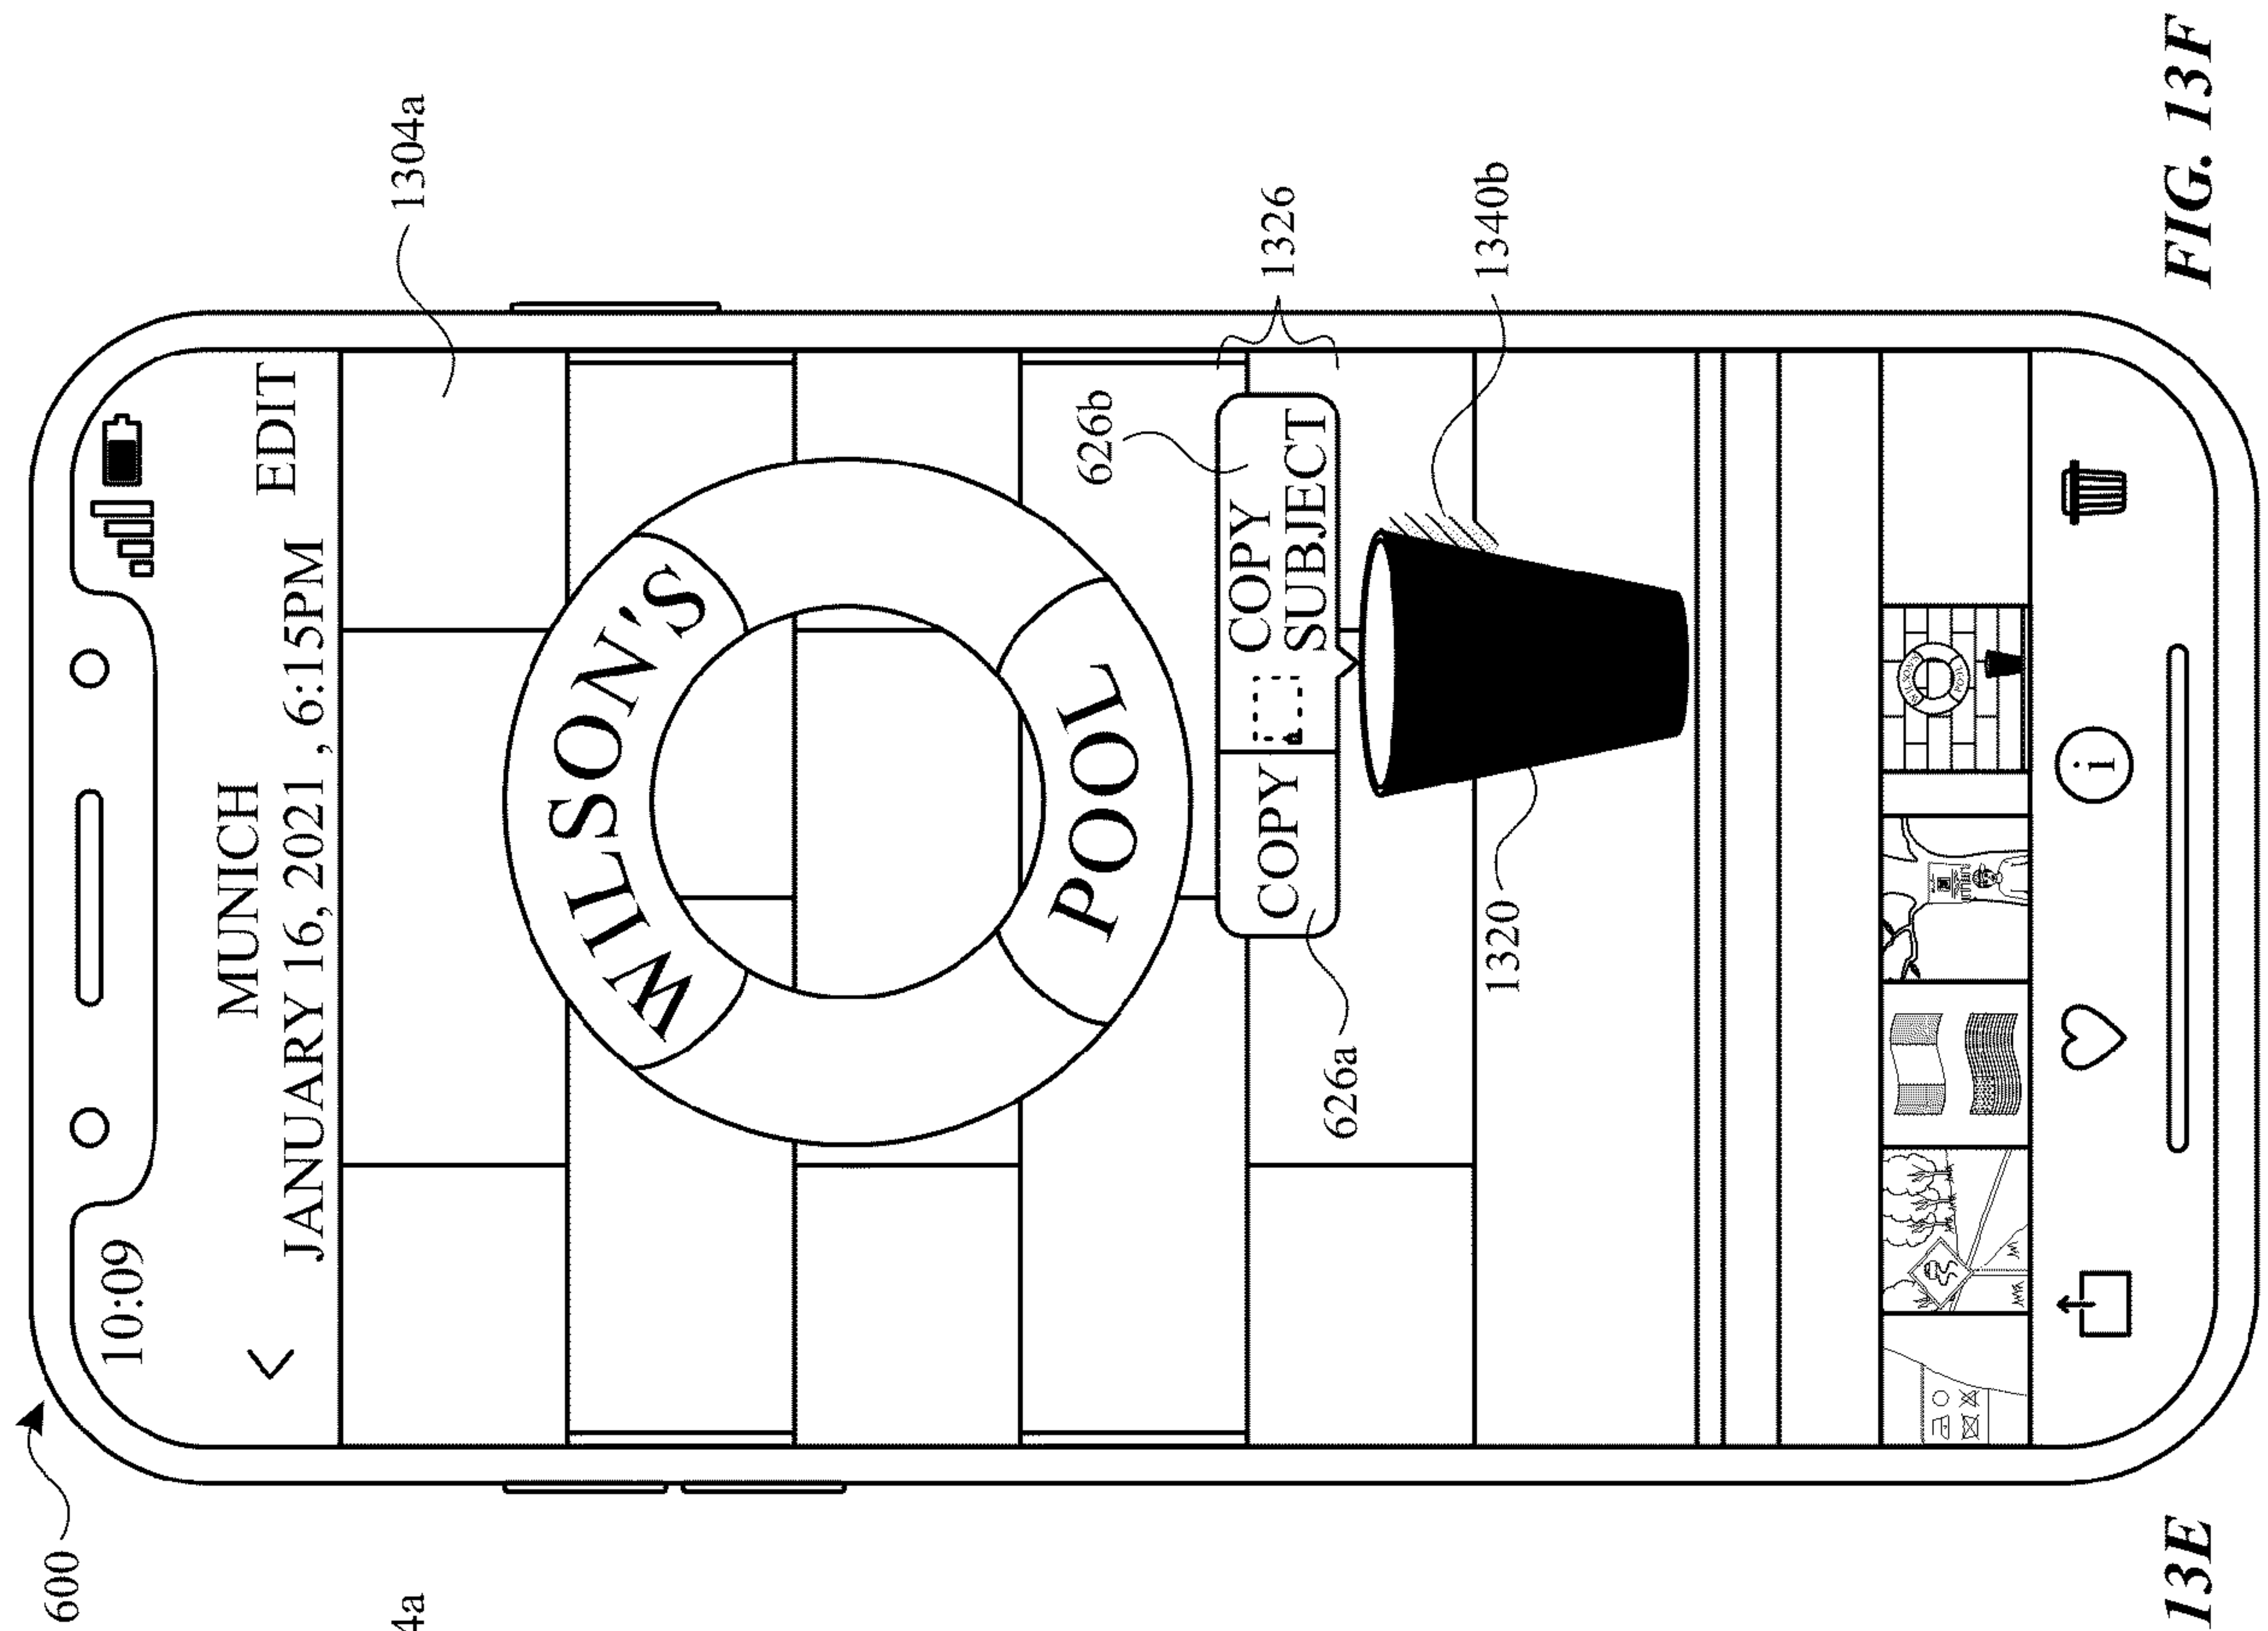 600
10:09
MUNICH
JANUARY 16, 2021 , 6:15PM
EDIT
1304a
WILSON'S
POOL
626b
1326
COPY
COPY
SUBJECT
626a
1320
1340b
i
4a
13E
FIG. 13F